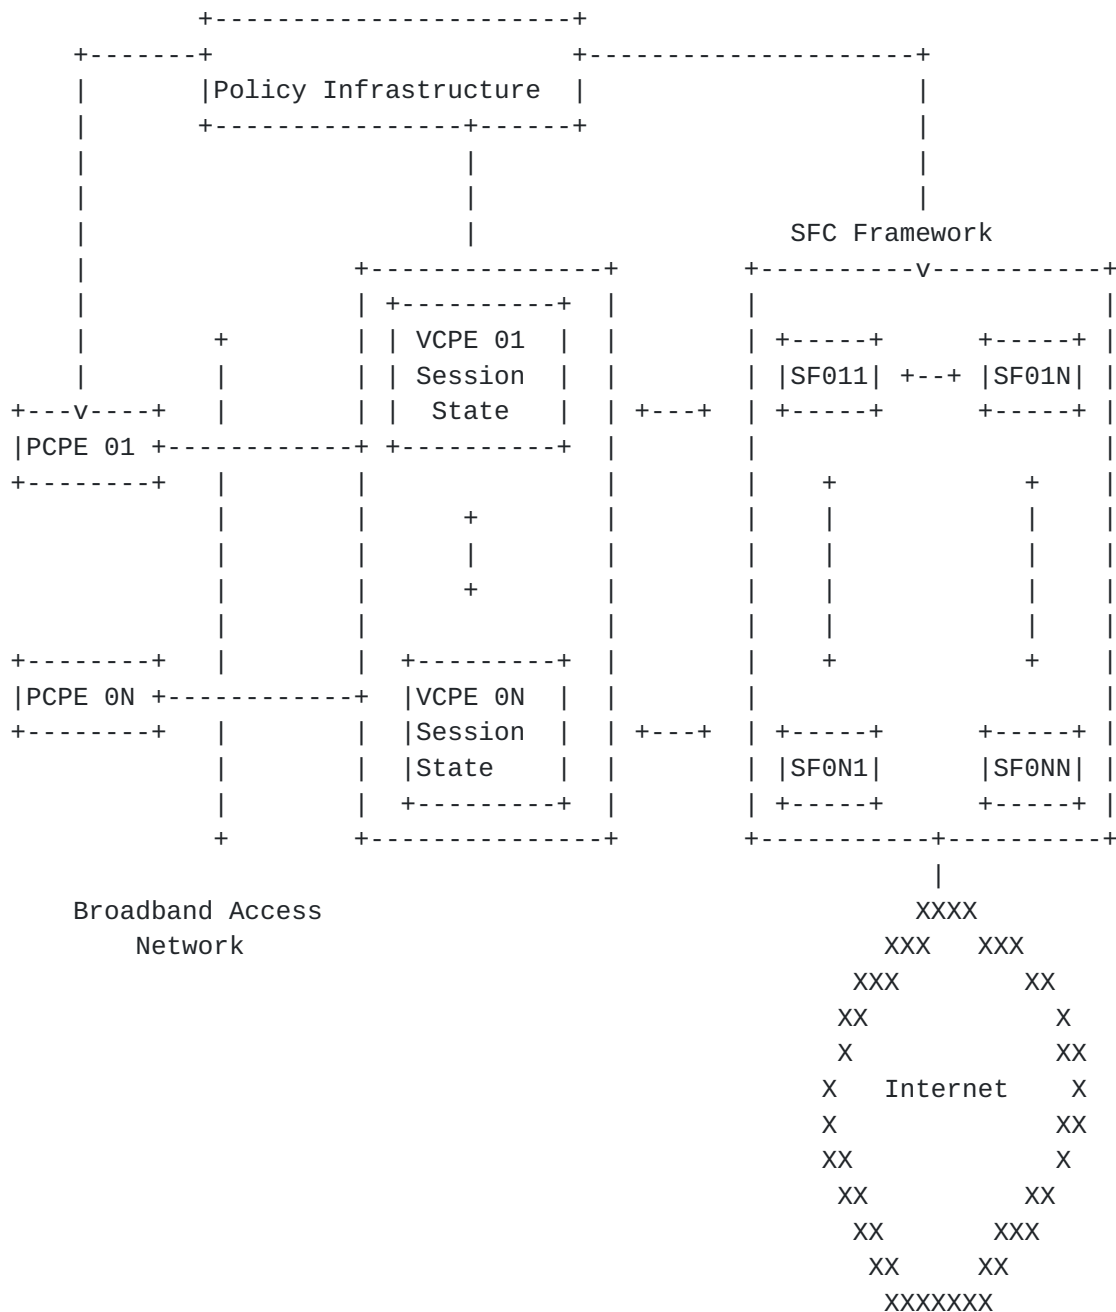 Policy Infrastructure
SFC Framework
VCPE 01
Session
State
SF011
SF01N
PCPE 01
PCPE 0N
VCPE 0N
Session
State
SF0N1
SF0NN
Broadband Access
Network
Internet